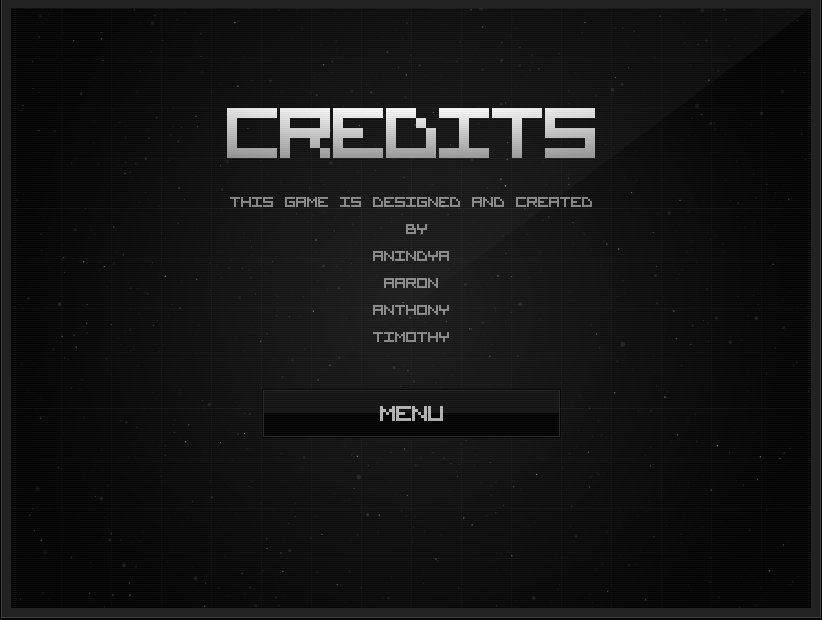 CREDITS
THIS GAME IS DESIGNED AND CREATED
BY
ANINDYA
AARON
ANTHONY
TIMOTHY
MENU